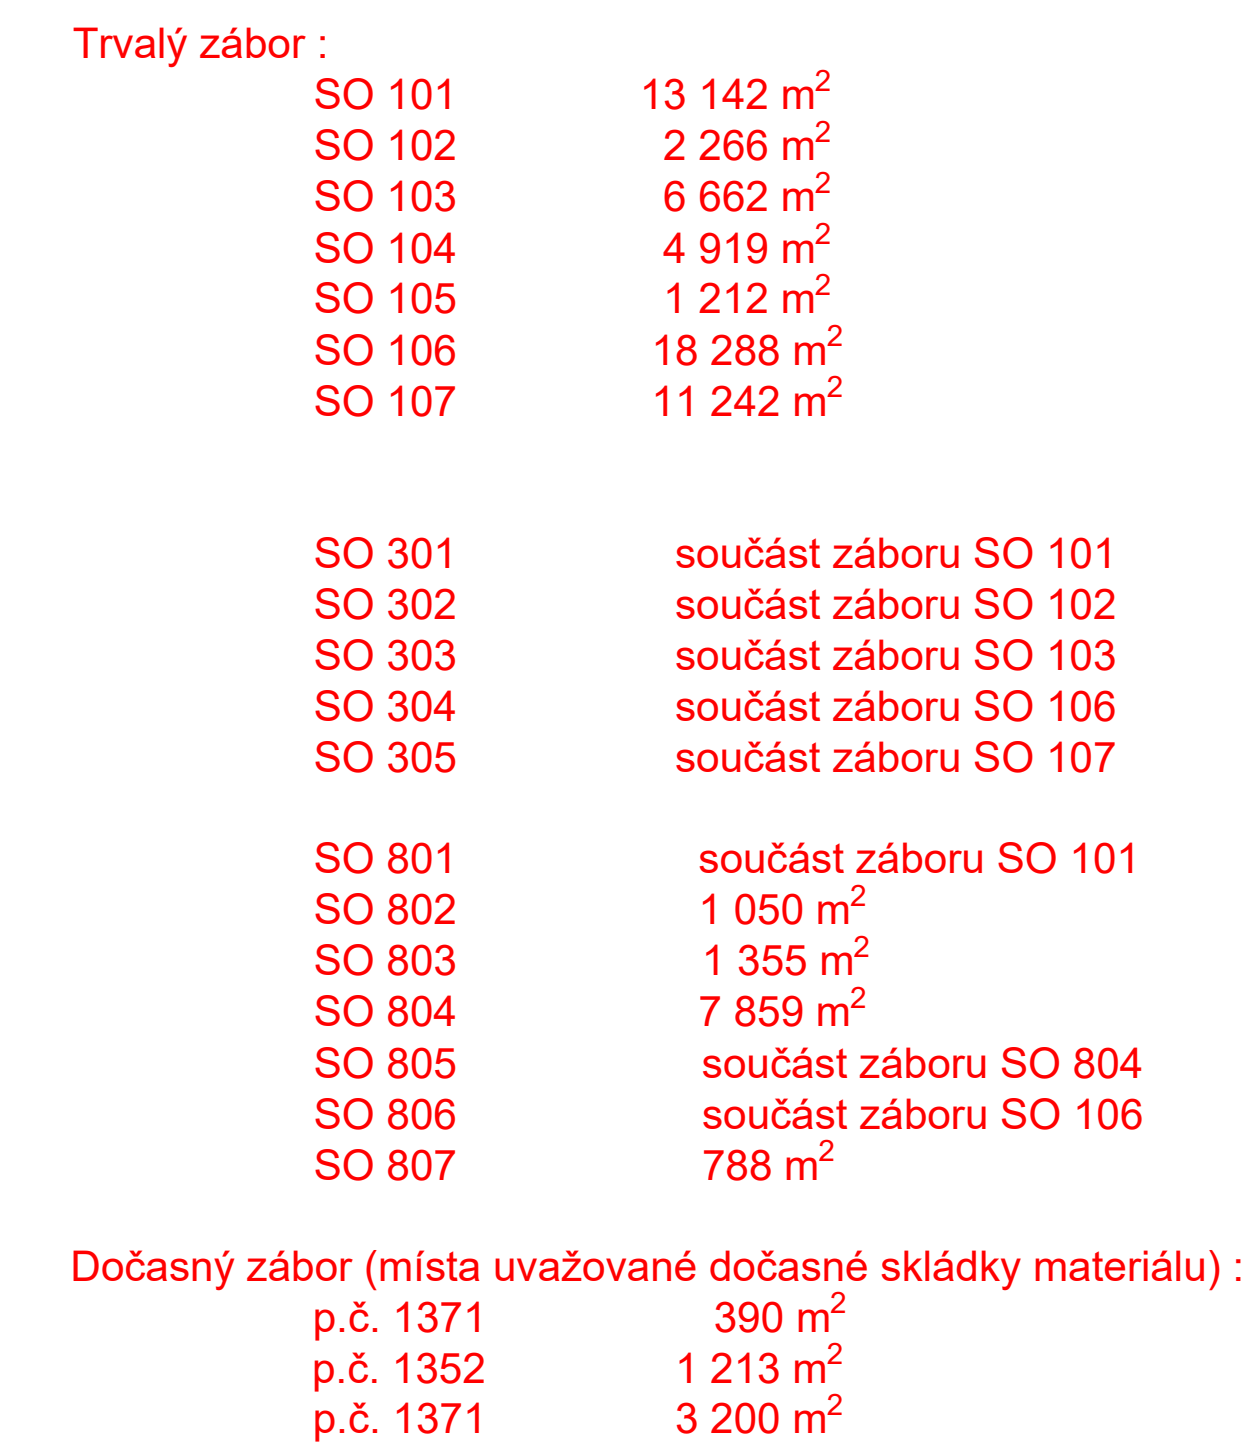 Trvalý zábor :
SO 101 13 142 m²
SO 102 2 266 m²
SO 103 6 662 m²
SO 104 4 919 m²
SO 105 1 212 m²
SO 106 18 288 m²
SO 107 11 242 m²
SO 301 součást záboru SO 101
SO 302 součást záboru SO 102
SO 303 součást záboru SO 103
SO 304 součást záboru SO 106
SO 305 součást záboru SO 107
SO 801 součást záboru SO 101
SO 802 1 050 m²
SO 803 1 355 m²
SO 804 7 859 m²
SO 805 součást záboru SO 804
SO 806 součást záboru SO 106
SO 807 788 m²
Dočasný zábor (místa uvažované dočasné skládky materiálu) :
p.č. 1371 390 m²
p.č. 1352 1 213 m²
p.č. 1371 3 200 m²